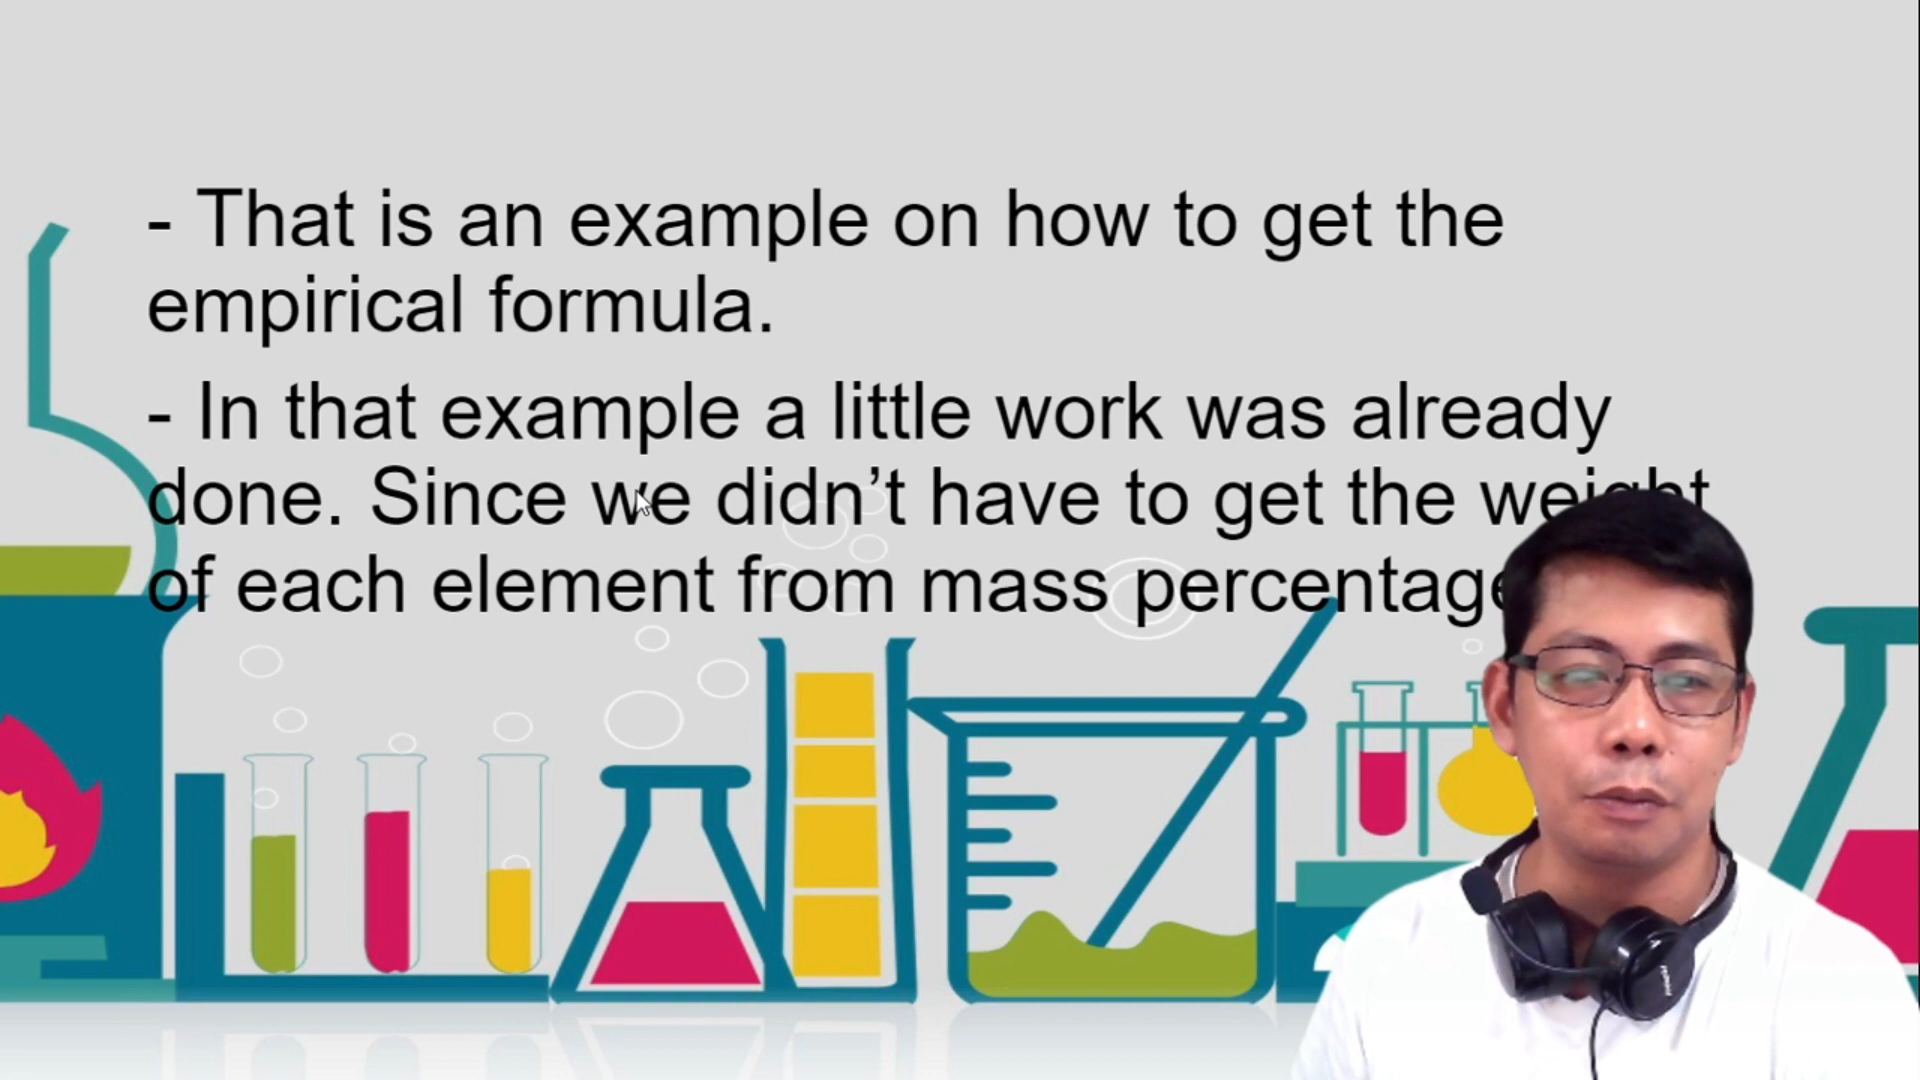 - That is an example on how to get the
empirical formula.
- In that example a little work was already
done. Since we didn’t have to get the weight
of each element from mass percentage